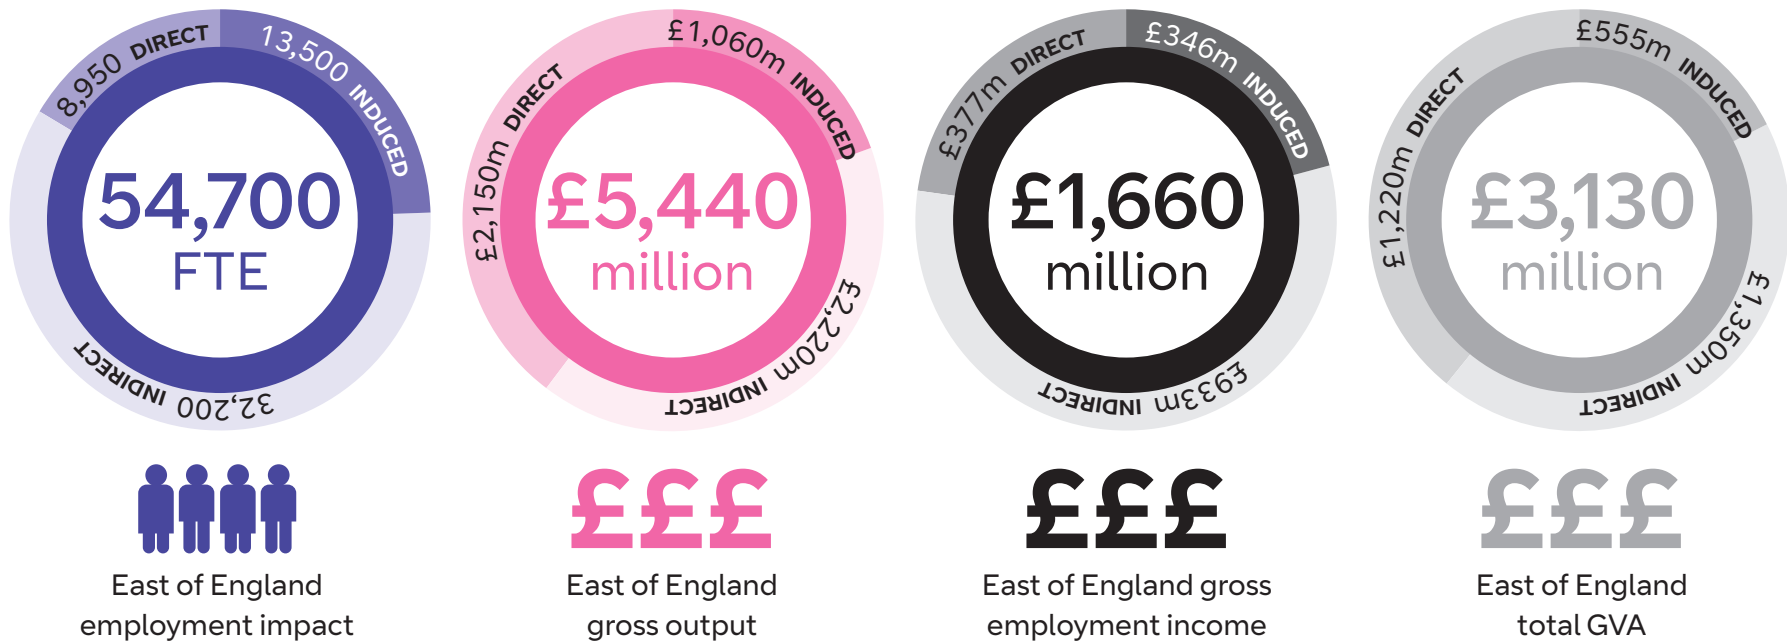 8,950 DIRECT
13,500 INDUCED
32,200 INDIRECT
54,700
FTE
East of England
employment impact
£2,150m DIRECT
£1,060m INDUCED
£2,220m INDIRECT
£5,440
million
£££
East of England
gross output
£377m DIRECT
£346m INDUCED
£933m INDIRECT
£1,660
million
£££
East of England gross
employment income
£1,220m DIRECT
£555m INDUCED
£1,350m INDIRECT
£3,130
million
£££
East of England
total GVA